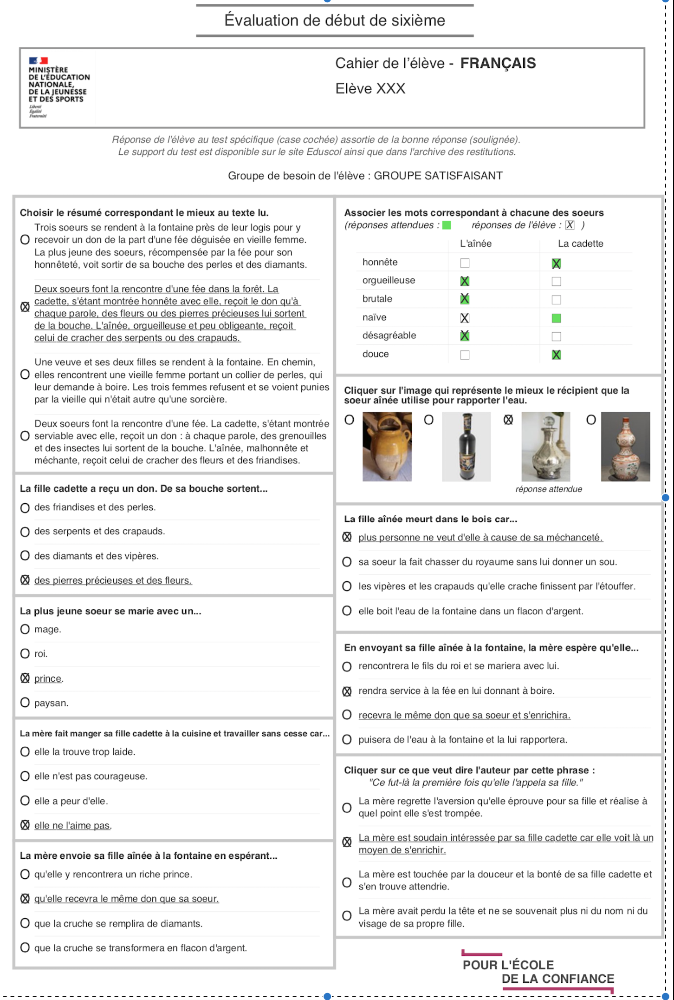 Évaluation de début de sixième
MINISTÈRE
DE L'ÉDUCATION
NATIONALE,
DE LA JEUNESSE
ET DES SPORTS
Liberté
Égalité
Fraternité
Cahier de l'élève - FRANÇAIS
Elève XXX
Réponse de l'élève au test spécifique (case cochée) assortie de la bonne réponse (soulignée).
Le support du test est disponible sur le site Eduscol ainsi que dans l'archive des restitutions.
Groupe de besoin de l'élève : GROUPE SATISFAISANT
Choisir le résumé correspondant le mieux au texte lu.
Trois soeurs se rendent à la fontaine près de leur logis pour y
recevoir un don de la part d'une fée déguisée en vieille femme.
La plus jeune des soeurs, récompensée par la fée pour son
honnêteté, voit sortir de sa bouche des perles et des diamants.
Deux soeurs font la rencontre d'une fée dans la forêt. La
cadette, s'étant montrée honnête avec elle, reçoit le don qu'à
chaque parole, des fleurs ou des pierres précieuses lui sortent
de la bouche. L'aînée, orgueilleuse et peu obligeante, reçoit
celui de cracher des serpents ou des crapauds.
Une veuve et ses deux filles se rendent à la fontaine. En chemin,
elles rencontrent une vieille femme portant un collier de perles, qui
leur demande à boire. Les trois femmes refusent et se voient punies
par la vieille qui n'était autre qu'une sorcière.
Deux soeurs font la rencontre d'une fée. La cadette, s'étant montrée
serviable avec elle, reçoit un don : à chaque parole, des grenouilles
et des insectes lui sortent de la bouche. L'aînée, malhonnête et
méchante, reçoit celui de cracher des fleurs et des friandises.
La fille cadette a reçu un don. De sa bouche sortent...
des friandises et des perles.
des serpents et des crapauds.
des diamants et des vipères.
des pierres précieuses et des fleurs.
La plus jeune soeur se marie avec un...
mage.
roi.
prince.
paysan.
La mère fait manger sa fille cadette à la cuisine et travailler sans cesse car...
elle la trouve trop laide.
elle n'est pas courageuse.
elle a peur d'elle.
elle ne l'aime pas.
La mère envoie sa fille aînée à la fontaine en espérant...
qu'elle y rencontrera un riche prince.
qu'elle recevra le même don que sa soeur.
que la cruche se remplira de diamants.
que la cruche se transformera en flacon d'argent.
Associer les mots correspondant à chacune des soeurs
(réponses attendues : réponses de l'élève : X )
L'aînée La cadette
honnête X
orgueilleuse X
brutale X
naïve X
désagréable X
douce X
Cliquer sur l'image qui représente le mieux le récipient que la
soeur aînée utilise pour rapporter l'eau.
réponse attendue
La fille aînée meurt dans le bois car...
plus personne ne veut d'elle à cause de sa méchanceté.
sa soeur la fait chasser du royaume sans lui donner un sou.
les vipères et les crapauds qu'elle crache finissent par l'étouffer.
elle boit l'eau de la fontaine dans un flacon d'argent.
En envoyant sa fille aînée à la fontaine, la mère espère qu'elle...
rencontrera le fils du roi et se mariera avec lui.
rendra service à la fée en lui donnant à boire.
recevra le même don que sa soeur et s'enrichira.
puisera de l'eau à la fontaine et la lui rapportera.
Cliquer sur ce que veut dire l'auteur par cette phrase :
"Ce fut-là la première fois qu'elle l'appela sa fille."
La mère regrette l'aversion qu'elle éprouve pour sa fille et réalise à
quel point elle s'est trompée.
La mère est soudain intéressée par sa fille cadette car elle voit là un
moyen de s'enrichir.
La mère est touchée par la douceur et la bonté de sa fille cadette et
s'en trouve attendrie.
La mère avait perdu la tête et ne se souvenait plus ni du nom ni du
visage de sa propre fille.
POUR L'ÉCOLE
DE LA CONFIANCE